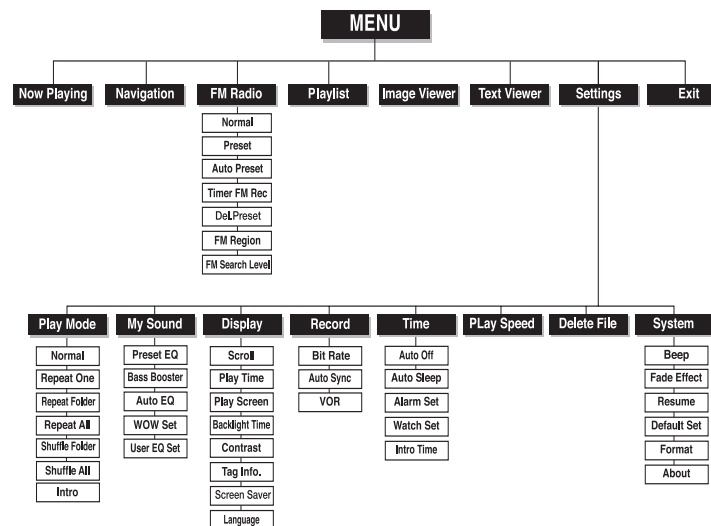 MENU
Now Playing
Navigation
FM Radio
Playlist
Image Viewer
Text Viewer
Settings
Exit
Normal
Preset
Auto Preset
Timer FM Rec
Del.Preset
FM Region
FM Search Level
Play Mode
My Sound
Display
Record
Time
PLay Speed
Delete File
System
Normal
Repeat One
Repeat Folder
Repeat All
Shuffle Folder
Shuffle All
Intro
Preset EQ
Bass Booster
Auto EQ
WOW Set
User EQ Set
Scroll
Play Time
Play Screen
Backlight Time
Contrast
Tag Info.
Screen Saver
Language
Bit Rate
Auto Sync
VOR
Auto Off
Auto Sleep
Alarm Set
Watch Set
Intro Time
Beep
Fade Effect
Resume
Default Set
Format
About